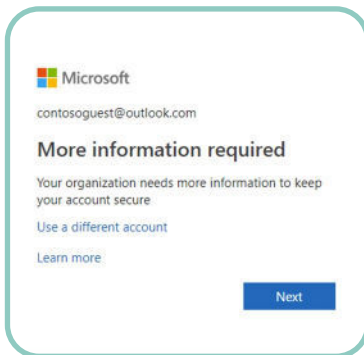 Microsoft
contosoguest@outlook.com
More information required
Your organization needs more information to keep
your account secure
Use a different account
Learn more
Next